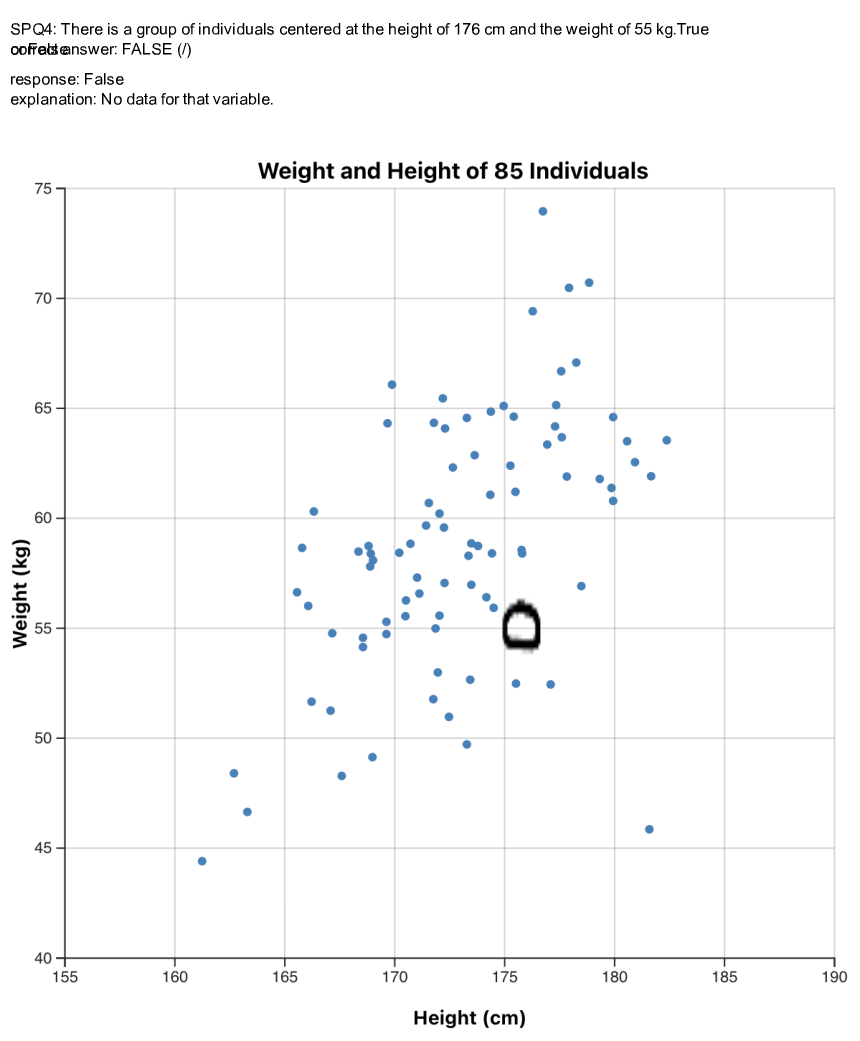 SPQ4: There is a group of individuals centered at the height of 176 cm and the weight of 55 kg.True
or False
correct answer: FALSE (/)
response: False
explanation: No data for that variable.
Weight and Height of 85 Individuals
75
70
65
60
55
50
45
40
Weight (kg)
155 160 165 170 175 180 185 190
Height (cm)